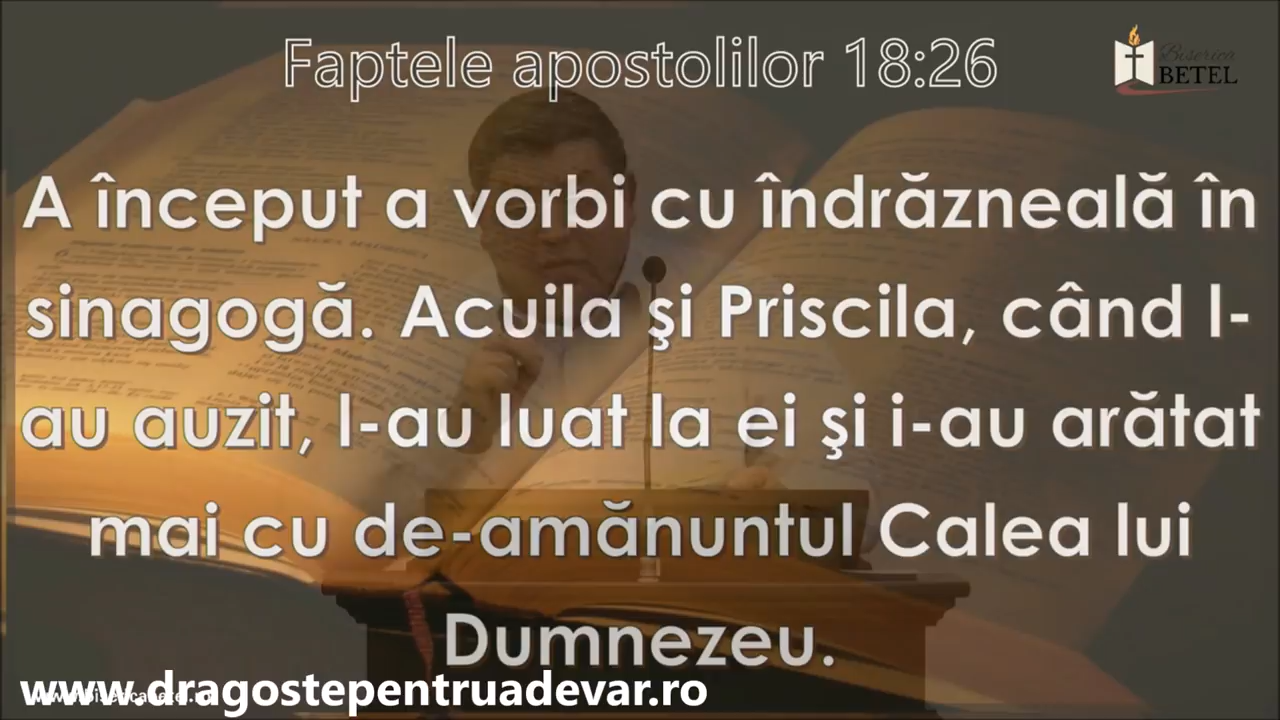 Faptele apostolilor 18:26
Biserica
BETEL
A început a vorbi cu îndrăzneală în
sinagogă. Acuila şi Priscila, când l-
au auzit, l-au luat la ei şi i-au arătat
mai cu de-amănuntul Calea lui
Dumnezeu.
www.dragostepentruadevar.ro